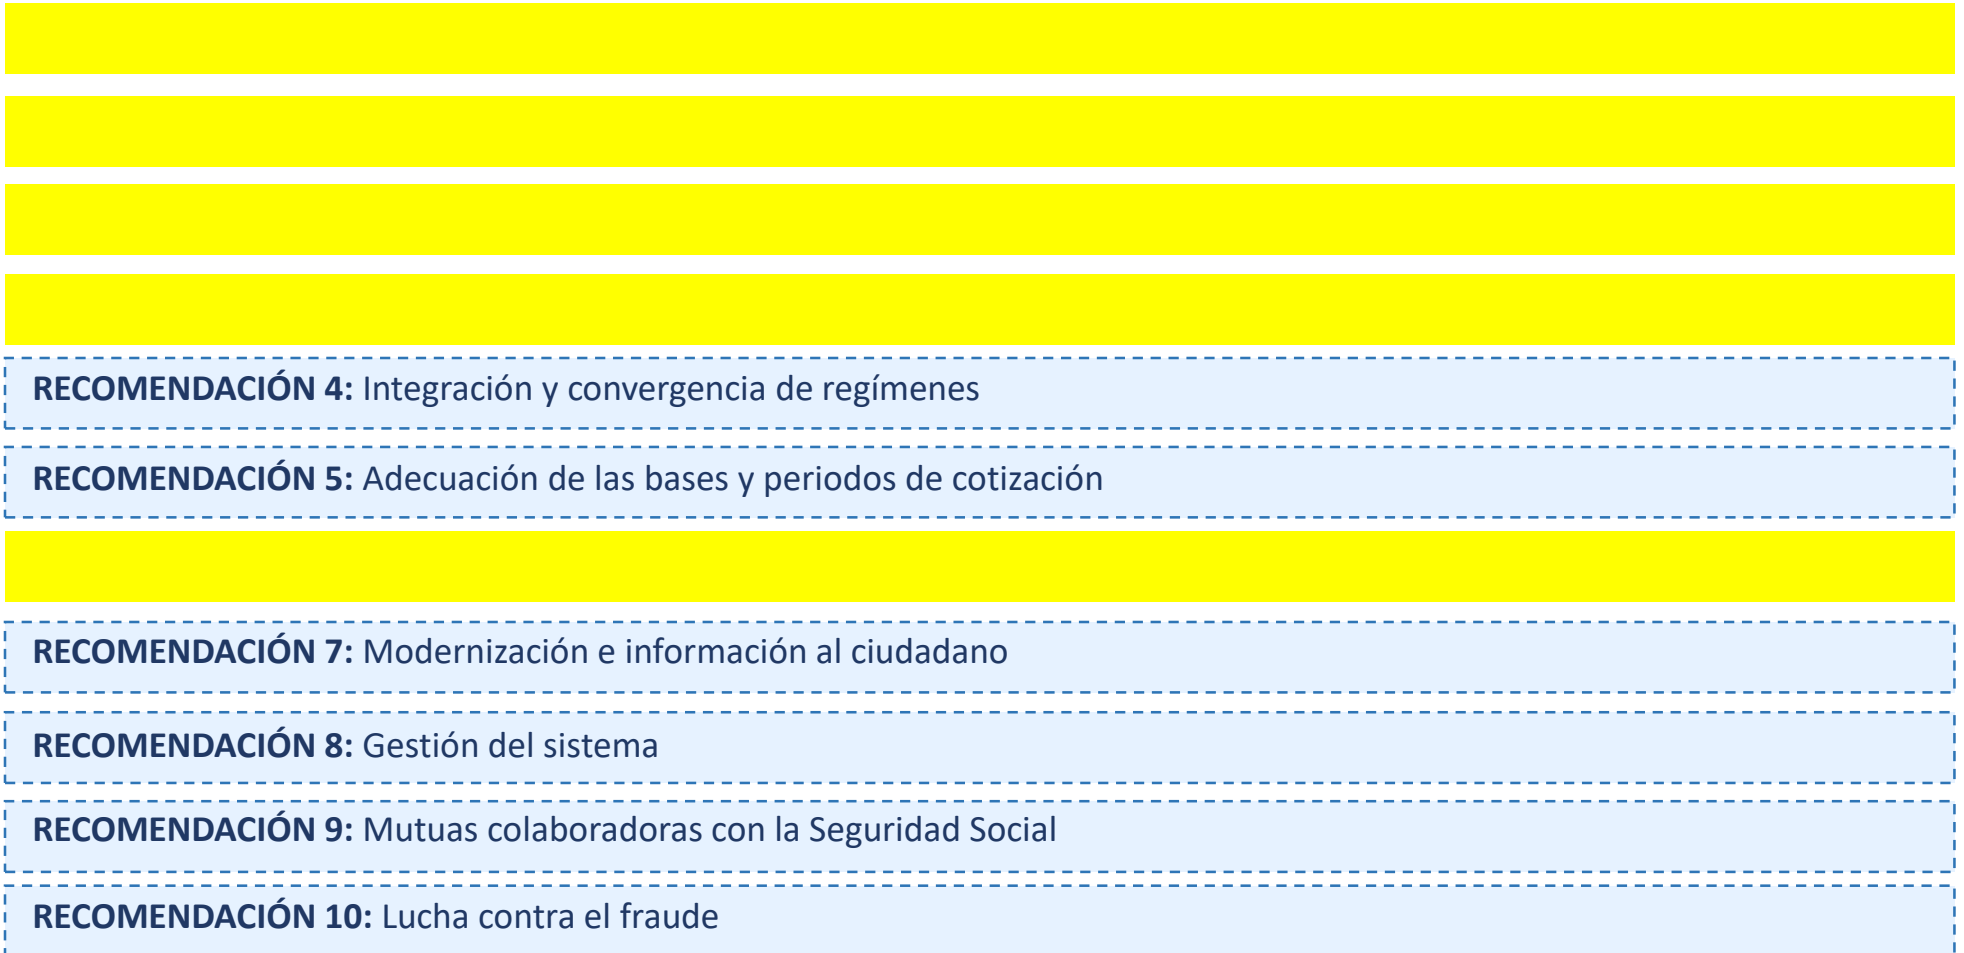 RECOMENDACIÓN 4: Integración y convergencia de regímenes
RECOMENDACIÓN 5: Adecuación de las bases y periodos de cotización
RECOMENDACIÓN 7: Modernización e información al ciudadano
RECOMENDACIÓN 8: Gestión del sistema
RECOMENDACIÓN 9: Mutuas colaboradoras con la Seguridad Social
RECOMENDACIÓN 10: Lucha contra el fraude